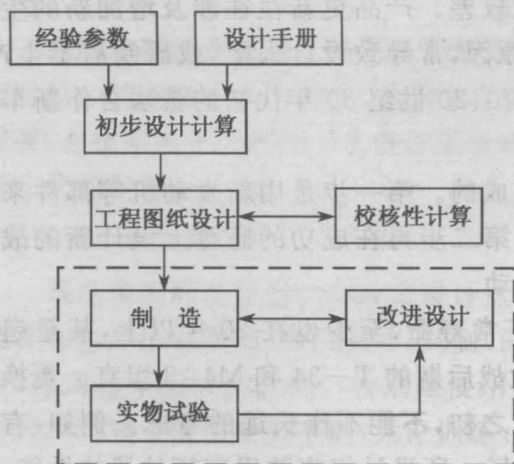 经验参数
设计手册
初步设计计算
工程图纸设计
校核性计算
制 造
改进设计
实物试验